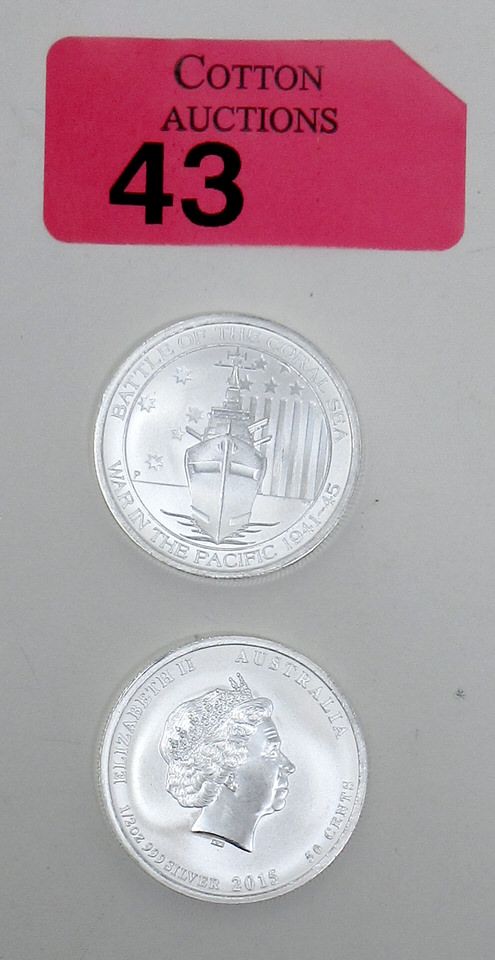 COTTON
AUCTIONS
43
BATTLE OF THE CORAL SEA
P
WAR IN THE PACIFIC 1941-45
ELIZABETH II AUSTRALIA
1/2oz 999 SILVER 2015 50 CENTS